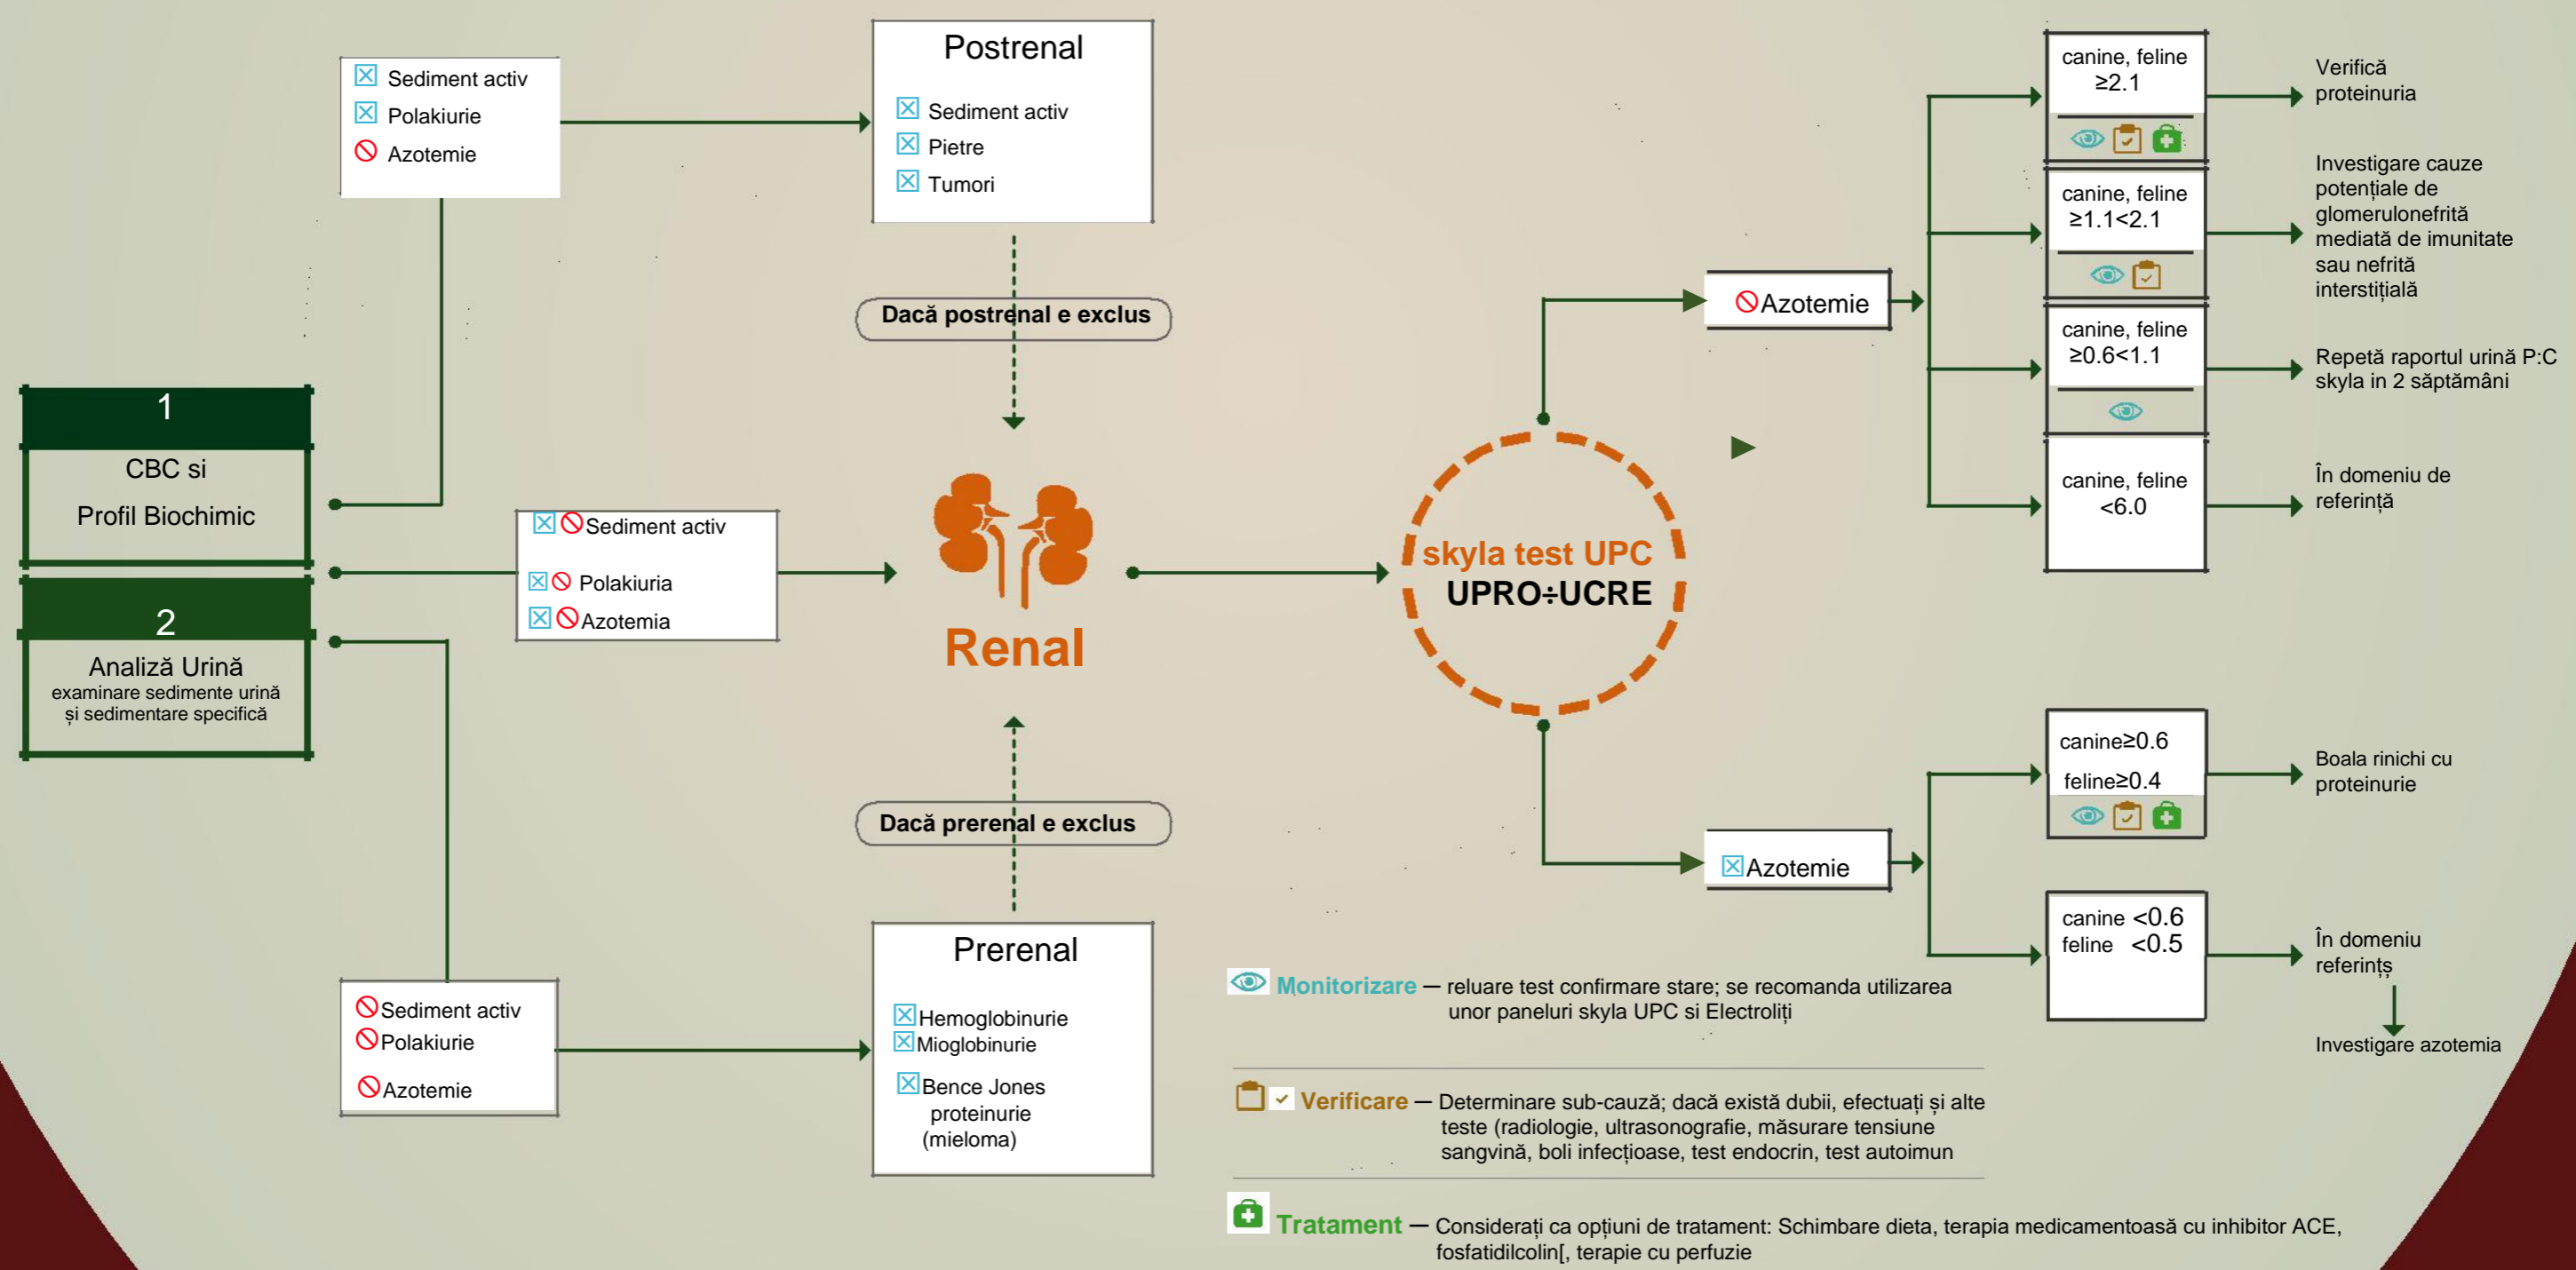 1
CBC si
Profil Biochimic
2
Analiză Urină
examinare sedimente urină
și sedimentare specifică
Sediment activ
Polakiurie
Azotemie
Sediment activ
Polakiuria
Azotemia
Sediment activ
Polakiurie
Azotemie
Postrenal
Sediment activ
Pietre
Tumori
Dacă postrenal e exclus
Renal
Dacă prerenal e exclus
Prerenal
Hemoglobinurie
Mioglobinurie
Bence Jones
proteinurie
(mieloma)
skyla test UPC
UPRO÷UCRE
Azotemie
canine, feline
≥2.1
Verifică
proteinuria
canine, feline
≥1.1<2.1
Investigare cauze
potențiale de
glomerulonefrită
mediată de imunitate
sau nefrită
interstițială
canine, feline
≥0.6<1.1
Repetă raportul urină P:C
skyla in 2 săptămâni
canine, feline
<6.0
În domeniu de
referință
Azotemie
canine≥0.6
feline≥0.4
Boala rinichi cu
proteinurie
canine <0.6
feline <0.5
În domeniu
referințș
Investigare azotemia
Monitorizare — reluare test confirmare stare; se recomanda utilizarea
unor paneluri skyla UPC si Electroliți
Verificare — Determinare sub-cauză; dacă există dubii, efectuați și alte
teste (radiologie, ultrasonografie, măsurare tensiune
sangvină, boli infecțioase, test endocrin, test autoimun
Tratament — Considerați ca opțiuni de tratament: Schimbare dieta, terapia medicamentoasă cu inhibitor ACE,
fosfatidilcolin[, terapie cu perfuzie